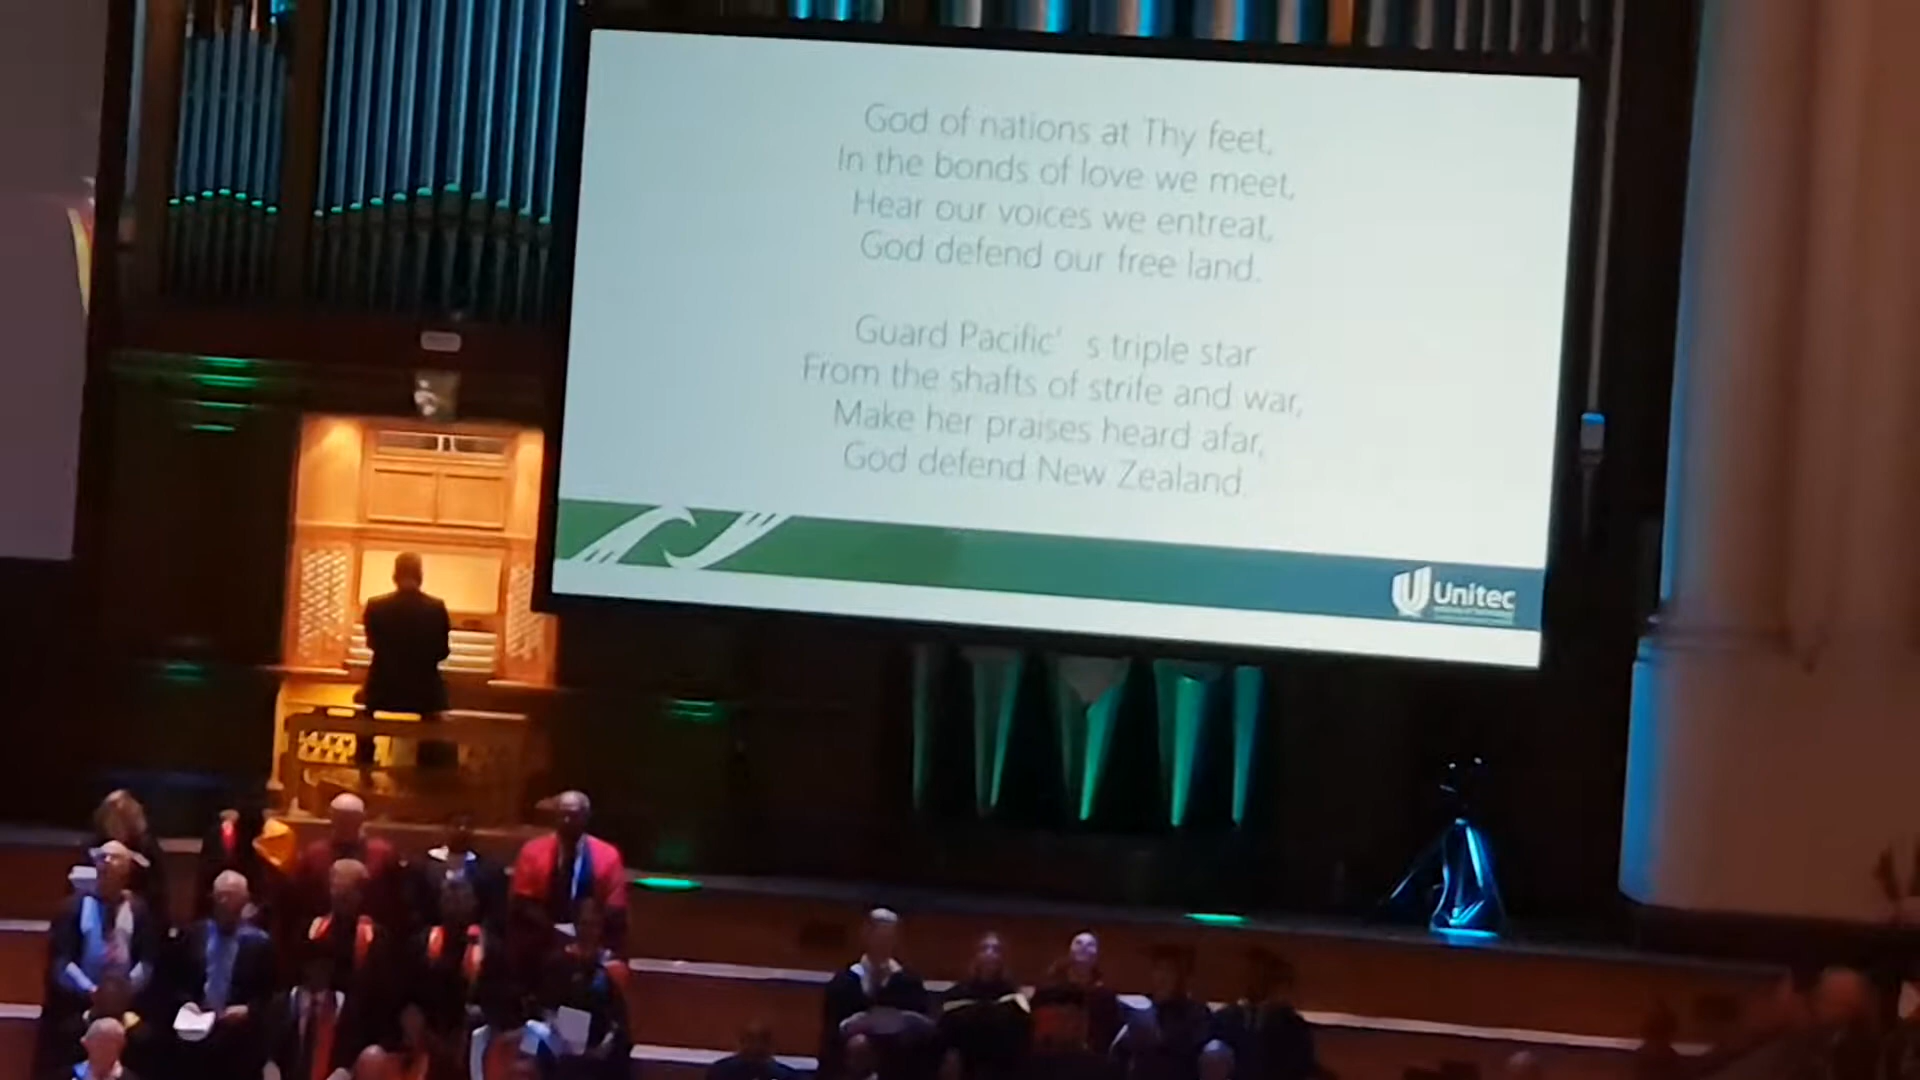 God of nations at Thy feet,
In the bonds of love we meet,
Hear our voices we entreat,
God defend our free land.
Guard Pacific' s triple star
From the shafts of strife and war,
Make her praises heard afar,
God defend New Zealand.
Unitec